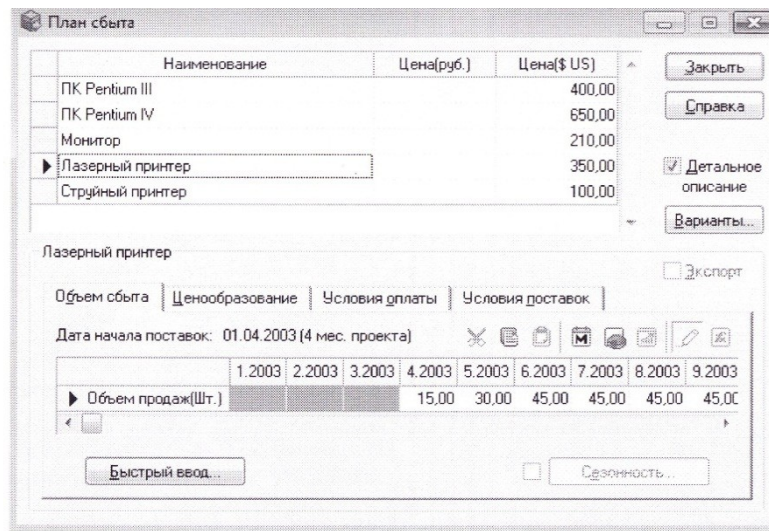 План сбыта
Наименование Цена(руб.) Цена($ US)
ПК Pentium III 400,00
ПК Pentium IV 650,00
Монитор 210,00
Лазерный принтер 350,00
Струйный принтер 100,00
Закрыть
Справка
Детальное
описание
Варианты...
Лазерный принтер
Экспорт
Объем сбыта Ценообразование Условия оплаты Условия поставок
Дата начала поставок: 01.04.2003 (4 мес. проекта)
1.2003 2.2003 3.2003 4.2003 5.2003 6.2003 7.2003 8.2003 9.2003
Объем продаж(Шт.) 15,00 30,00 45,00 45,00 45,00 45,00
Быстрый ввод... Сезонность...